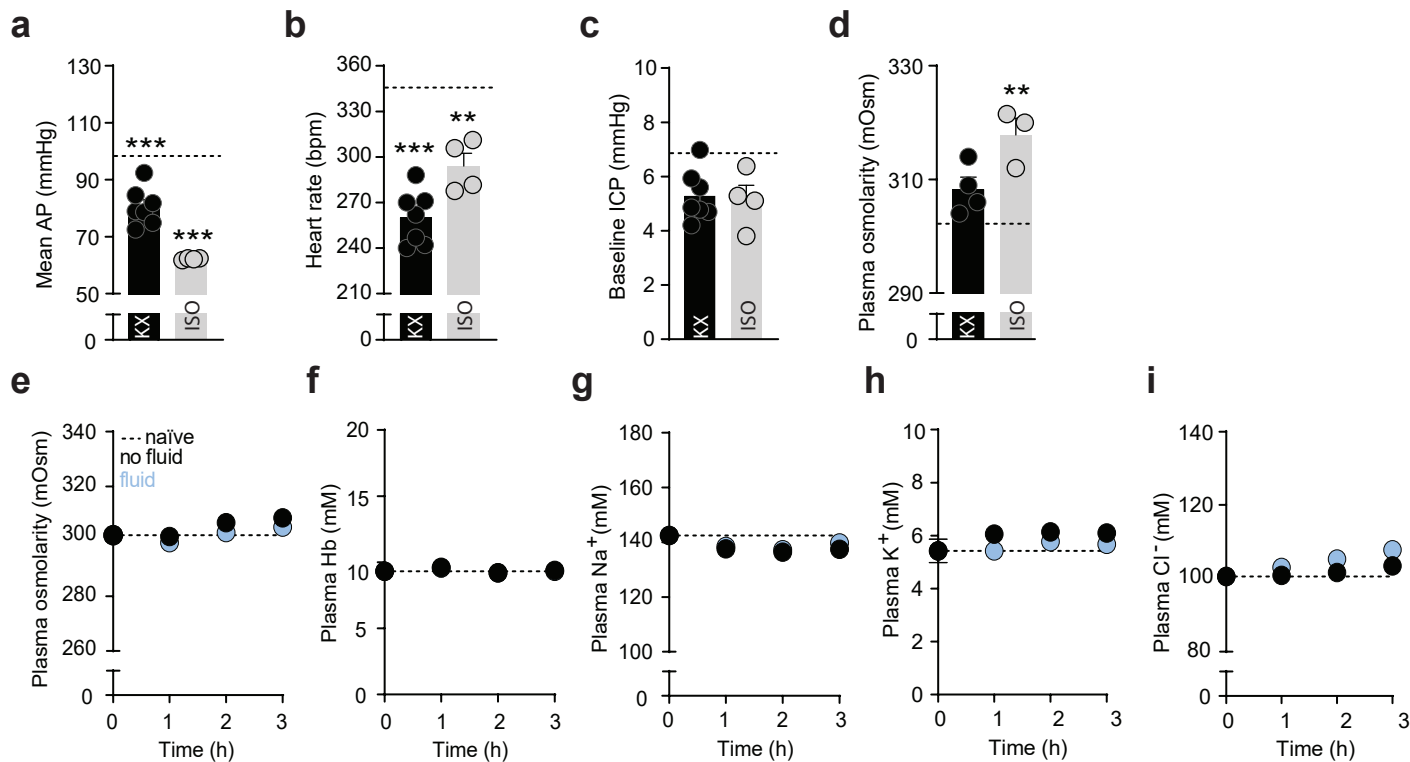 a
Mean AP (mmHg)
130
110
90
70
50
0
***
***
KX
ISO
b
Heart rate (bpm)
360
330
300
270
240
210
0
***
**
KX
ISO
c
Baseline ICP (mmHg)
10
8
6
4
2
0
KX
ISO
d
Plasma osmolarity (mOsm)
330
310
290
0
**
KX
ISO
e
Plasma osmolarity (mOsm)
340
320
300
280
260
0
naïve
no fluid
fluid
0 1 2 3
Time (h)
f
Plasma Hb (mM)
20
15
10
5
0
0 1 2 3
Time (h)
g
Plasma Na+ (mM)
180
160
140
120
100
0
0 1 2 3
Time (h)
h
Plasma K+ (mM)
10
8
6
4
2
0
0 1 2 3
Time (h)
i
Plasma Cl- (mM)
140
120
100
80
0
0 1 2 3
Time (h)